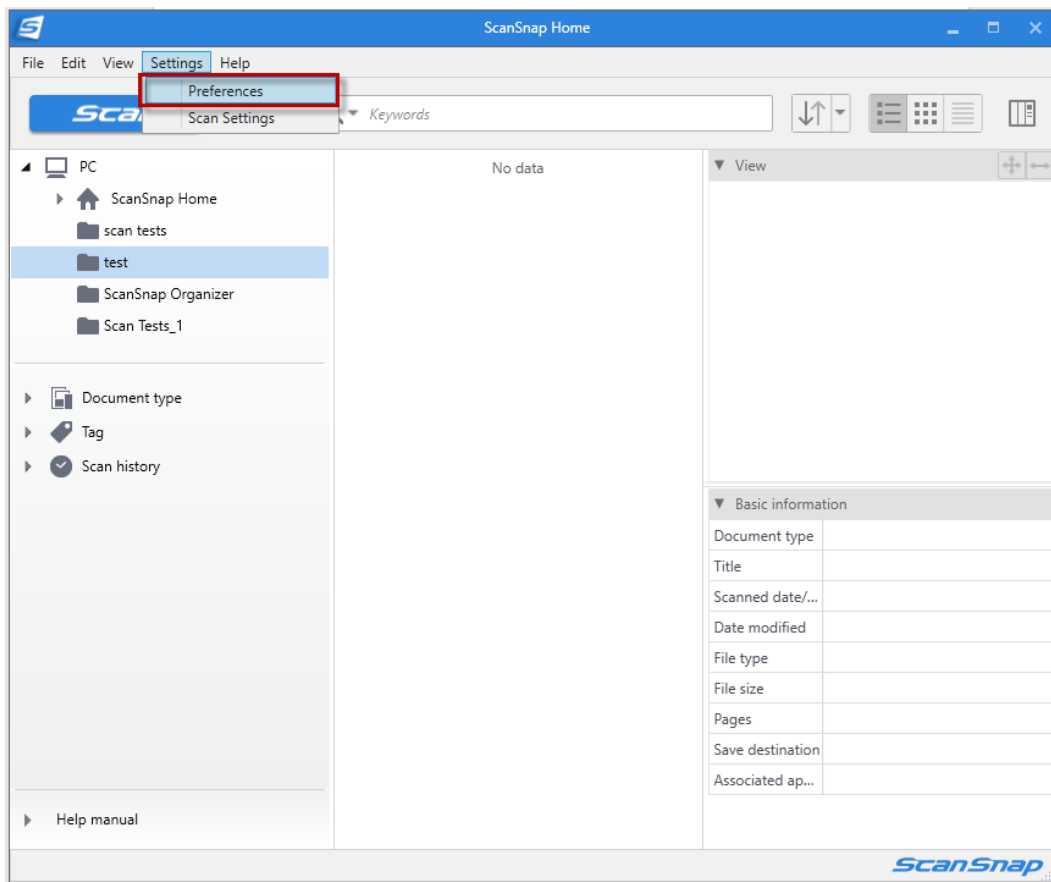 ScanSnap Home
File Edit View Settings Help
Preferences
Scan Settings
Sca
Keywords
PC
ScanSnap Home
scan tests
test
ScanSnap Organizer
Scan Tests_1
Document type
Tag
Scan history
Help manual
No data
View
Basic information
Document type
Title
Scanned date/...
Date modified
File type
File size
Pages
Save destination
Associated ap...
ScanSnap